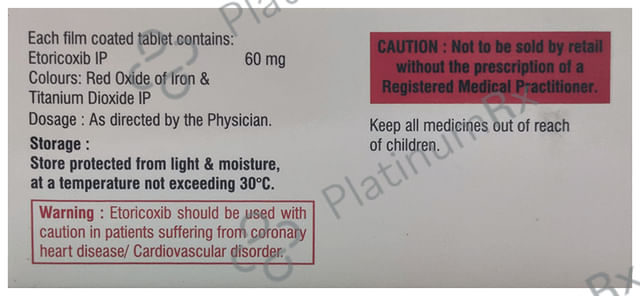 Each film coated tablet contains:
Etoricoxib IP 60 mg
Colours: Red Oxide of Iron &
Titanium Dioxide IP
Dosage : As directed by the Physician.
Storage :
Store protected from light & moisture,
at a temperature not exceeding 30°C.
Warning : Etoricoxib should be used with
caution in patients suffering from coronary
heart disease/ Cardiovascular disorder.
CAUTION : Not to be sold by retail
without the prescription of a
Registered Medical Practitioner.
Keep all medicines out of reach
of children.
PlatinumRx